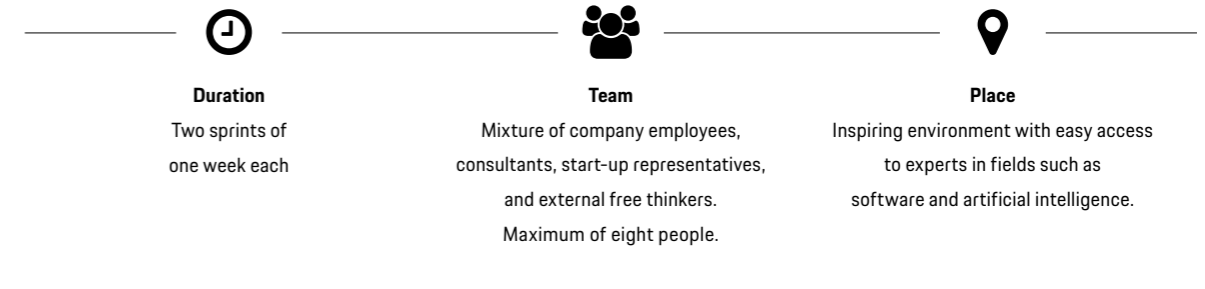 Duration
Two sprints of
one week each
Team
Mixture of company employees,
consultants, start-up representatives,
and external free thinkers.
Maximum of eight people.
Place
Inspiring environment with easy access
to experts in fields such as
software and artificial intelligence.